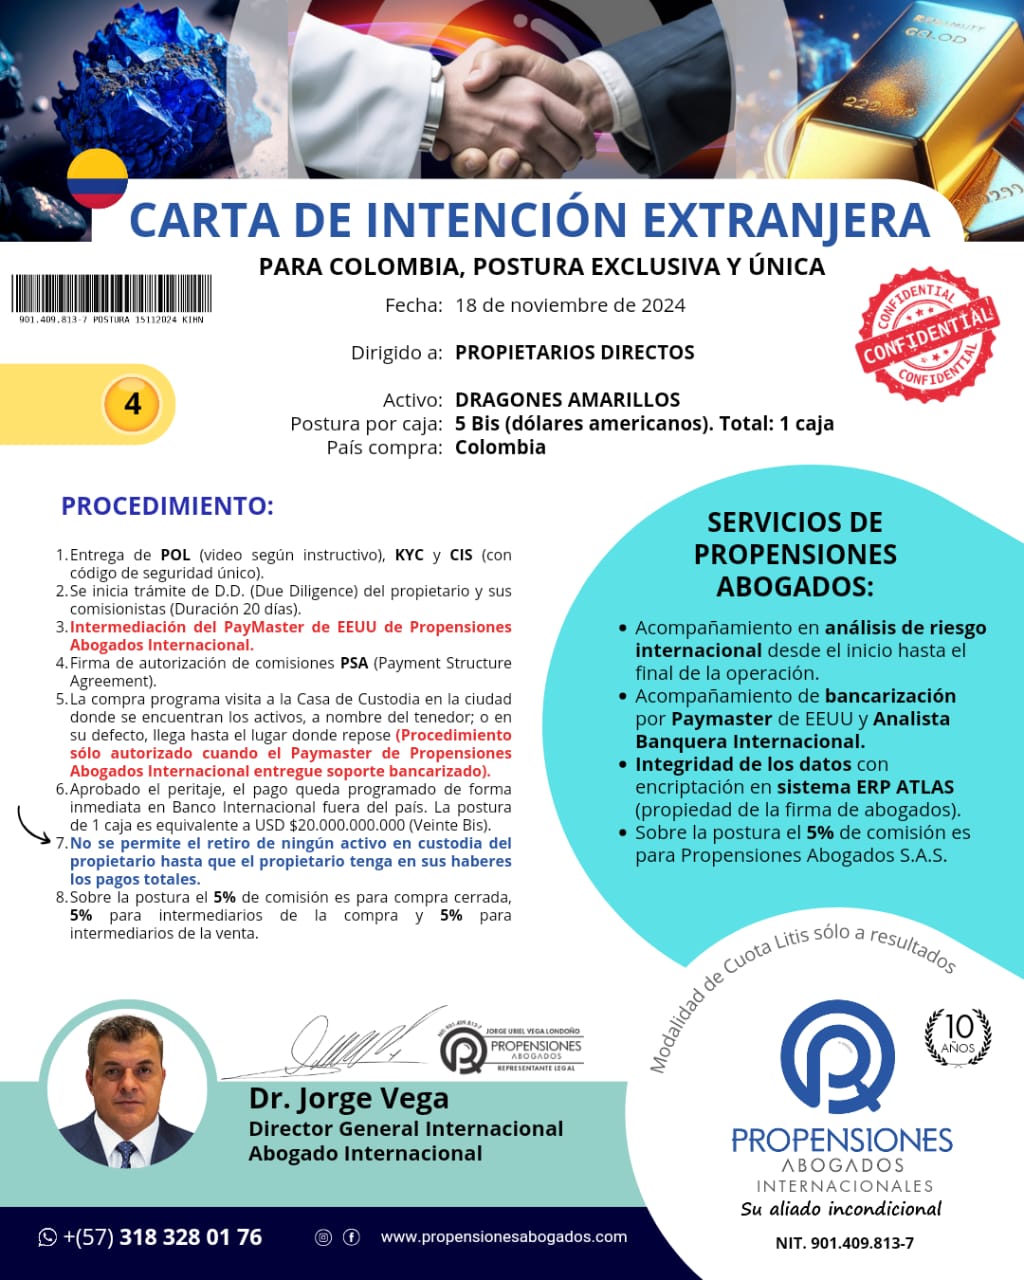 CARTA DE INTENCIÓN EXTRANJERA
PARA COLOMBIA, POSTURA EXCLUSIVA Y ÚNICA
901.409.813-7 POSTURA 15112024 KIHN
Fecha: 18 de noviembre de 2024
CONFIDENTIAL
CONFIDENTIAL
CONFIDENTIAL
Dirigido a: PROPIETARIOS DIRECTOS
4
Activo: DRAGONES AMARILLOS
Postura por caja: 5 Bis (dólares americanos). Total: 1 caja
País compra: Colombia
PROCEDIMIENTO:
1. Entrega de POL (video según instructivo), KYC y CIS (con
código de seguridad único).
2. Se inicia trámite de D.D. (Due Diligence) del propietario y sus
comisionistas (Duración 20 días).
3. Intermediación del PayMaster de EEUU de Propensiones
Abogados Internacional.
4. Firma de autorización de comisiones PSA (Payment Structure
Agreement).
5. La compra programa visita a la Casa de Custodia en la ciudad
donde se encuentran los activos, a nombre del tenedor; o en
su defecto, llega hasta el lugar donde repose (Procedimiento
sólo autorizado cuando el Paymaster de Propensiones
Abogados Internacional entregue soporte bancarizado).
6. Aprobado el peritaje, el pago queda programado de forma
inmediata en Banco Internacional fuera del país. La postura
de 1 caja es equivalente a USD $20.000.000.000 (Veinte Bis).
7. No se permite el retiro de ningún activo en custodia del
propietario hasta que el propietario tenga en sus haberes
los pagos totales.
8. Sobre la postura el 5% de comisión es para compra cerrada,
5% para intermediarios de la compra y 5% para
intermediarios de la venta.
SERVICIOS DE
PROPENSIONES
ABOGADOS:
• Acompañamiento en análisis de riesgo
internacional desde el inicio hasta el
final de la operación.
• Acompañamiento de bancarización
por Paymaster de EEUU y Analista
Banquera Internacional.
• Integridad de los datos con
encriptación en sistema ERP ATLAS
(propiedad de la firma de abogados).
• Sobre la postura el 5% de comisión es
para Propensiones Abogados S.A.S.
Modalidad de Cuota Litis sólo a resultados
NIT. 901.409.813-7
JORGE URIEL VEGA LONDOÑO
PROPENSIONES
ABOGADOS
REPRESENTANTE LEGAL
Dr. Jorge Vega
Director General Internacional
Abogado Internacional
10
AÑOS
PROPENSIONES
ABOGADOS
INTERNACIONALES
Su aliado incondicional
NIT. 901.409.813-7
+(57) 318 328 01 76
www.propensionesabogados.com